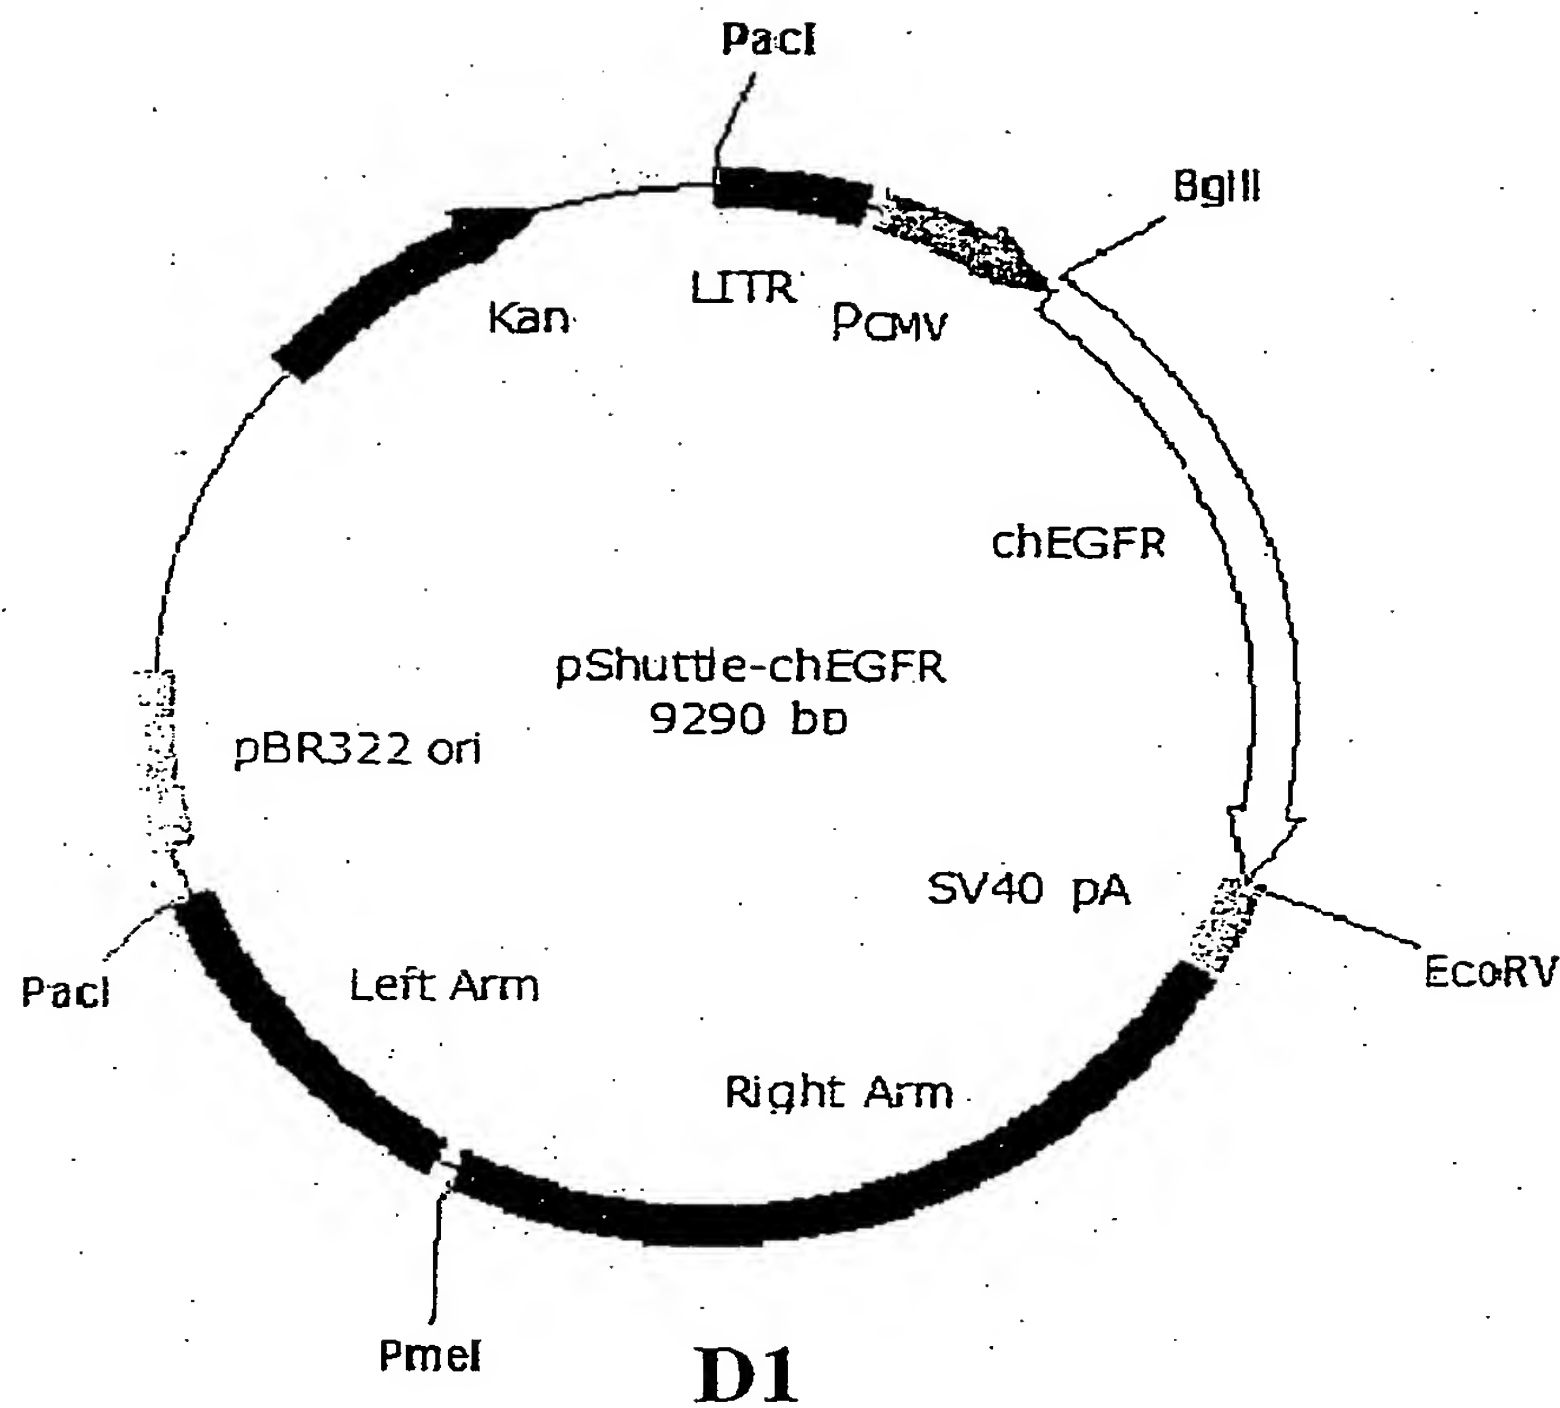 PacI
BglII
Kan
LITR
PCMV
chEGFR
pShuttle-chEGFR
9290 bp
pBR322 ori
SV40 pA
EcoRV
PacI
Left Arm
Right Arm
PmeI
D1